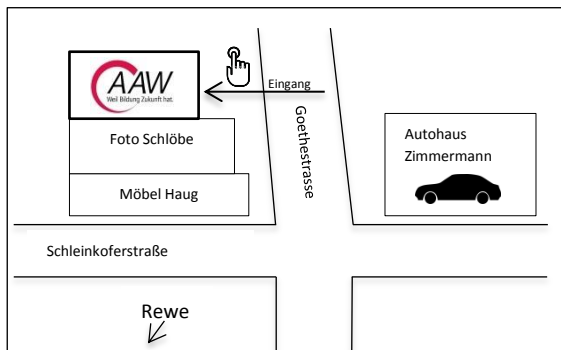 AAW
Weil Bildung Zukunft hat.
Eingang
Foto Schlöbe
Goethestrasse
Autohaus
Zimmermann
Möbel Haug
Schleinkoferstraße
Rewe